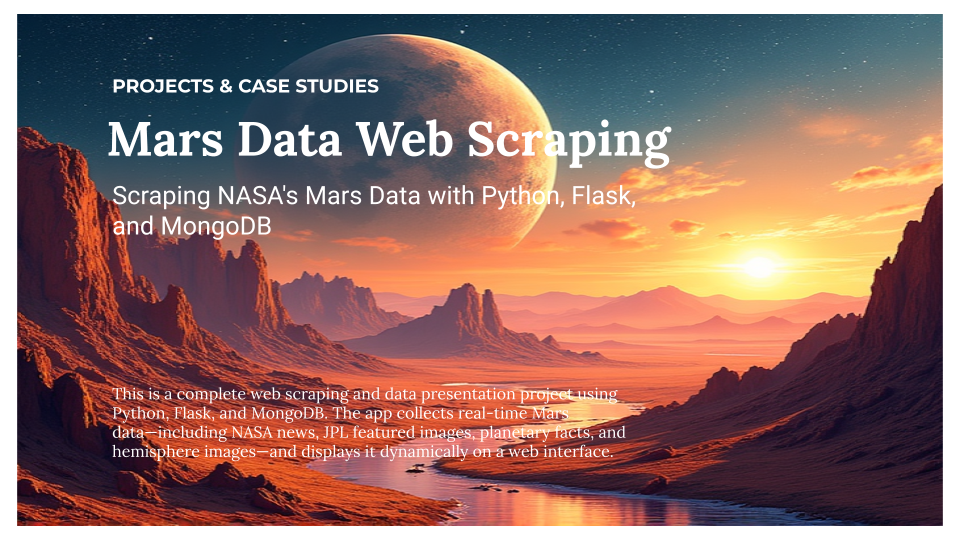 PROJECTS & CASE STUDIES
Mars Data Web Scraping
Scraping NASA's Mars Data with Python, Flask,
and MongoDB
This is a complete web scraping and data presentation project using
Python, Flask, and MongoDB. The app collects real-time Mars
data—including NASA news, JPL featured images, planetary facts, and
hemisphere images—and displays it dynamically on a web interface.